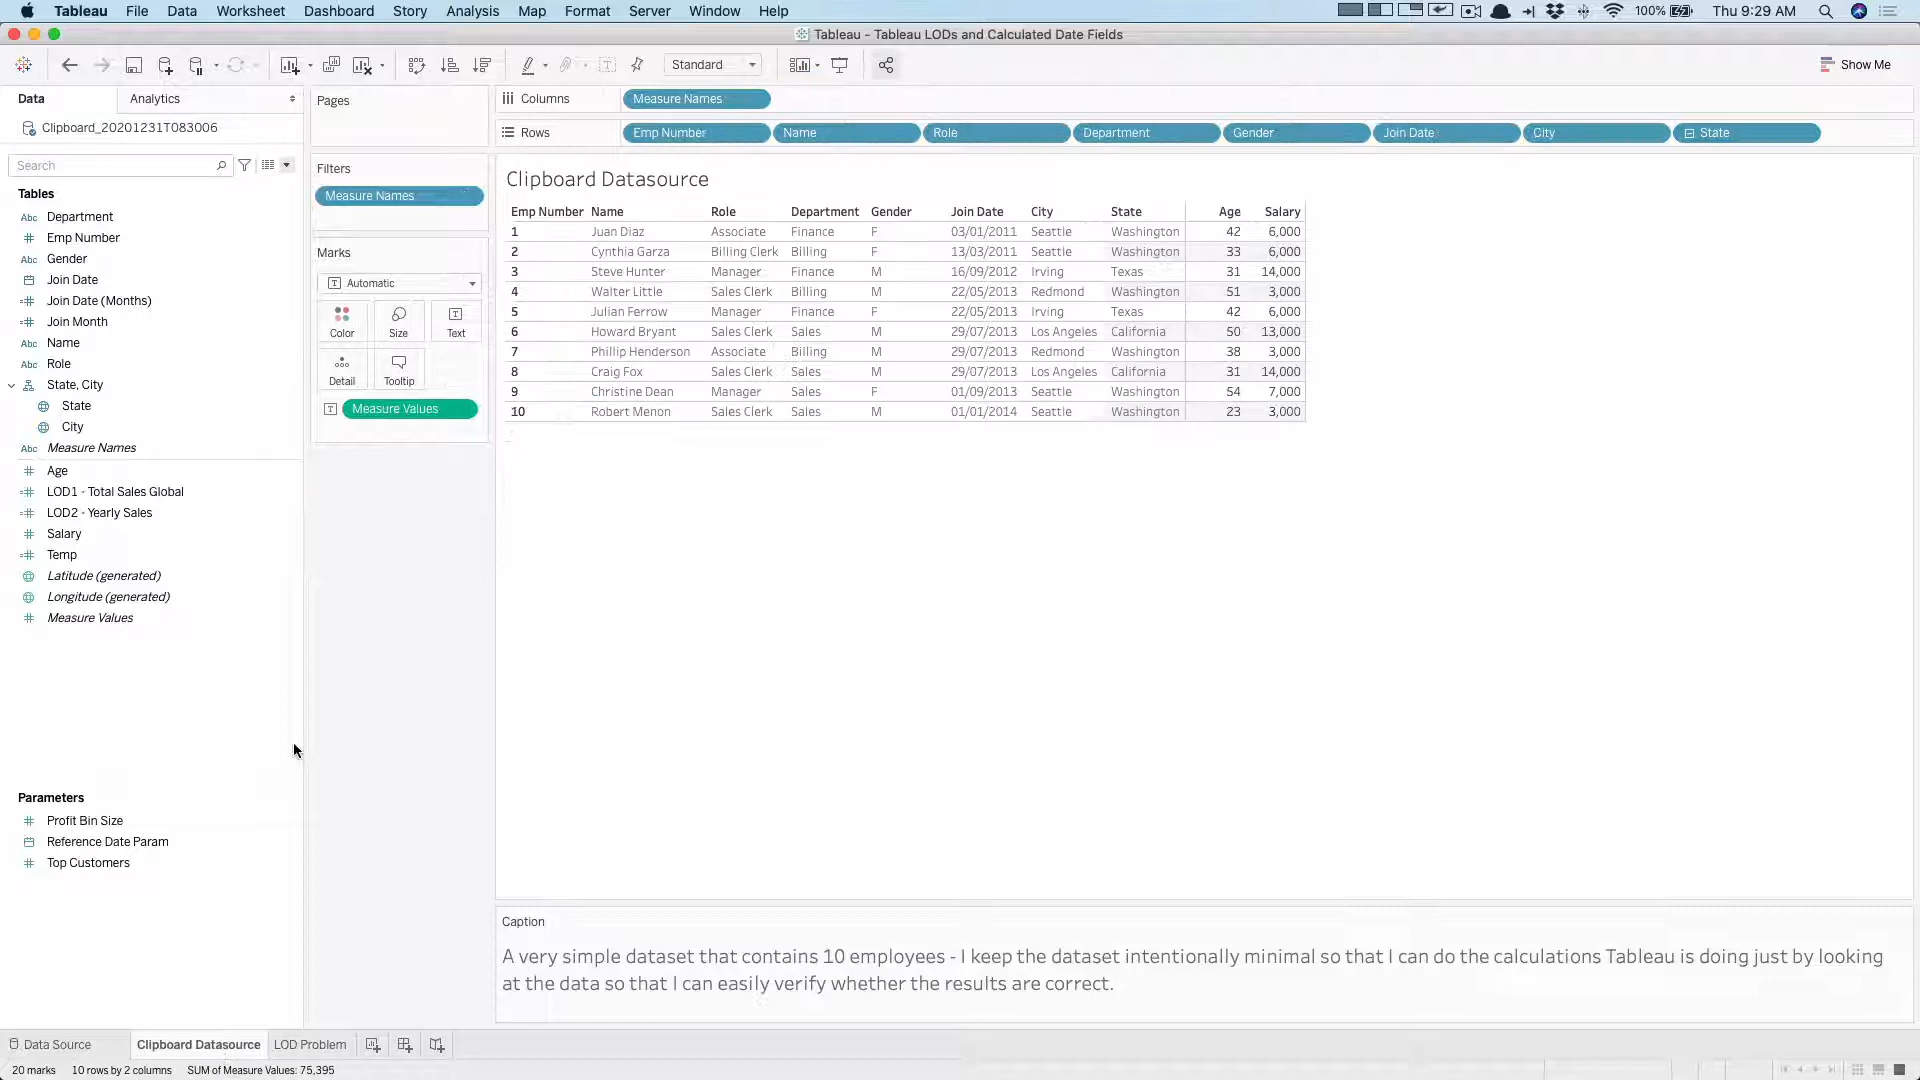 Tableau File Data Worksheet Dashboard Story Analysis Map Format Server Window Help 100% Thu 9:29 AM
Tableau - Tableau LODs and Calculated Date Fields
Standard Show Me
Data Analytics Pages Columns Measure Names
Clipboard_20201231T083006 Rows Emp Number Name Role Department Gender Join Date City State
Search Filters
Measure Names
Marks
Automatic
Color Size Text
Detail Tooltip
Measure Values
Tables
Abc Department
Emp Number
Abc Gender
Join Date
Join Date (Months)
Join Month
Abc Name
Abc Role
State, City
State
City
Abc Measure Names
Age
LOD1 - Total Sales Global
LOD2 - Yearly Sales
Salary
Temp
Latitude (generated)
Longitude (generated)
Measure Values
Parameters
Profit Bin Size
Reference Date Param
Top Customers
Clipboard Datasource
Emp Number Name Role Department Gender Join Date City State Age Salary
1 Juan Diaz Associate Finance F 03/01/2011 Seattle Washington 42 6,000
2 Cynthia Garza Billing Clerk Billing F 13/03/2011 Seattle Washington 33 6,000
3 Steve Hunter Manager Finance M 16/09/2012 Irving Texas 31 14,000
4 Walter Little Sales Clerk Billing M 22/05/2013 Redmond Washington 51 3,000
5 Julian Ferrow Manager Finance F 22/05/2013 Irving Texas 42 6,000
6 Howard Bryant Sales Clerk Sales M 29/07/2013 Los Angeles California 50 13,000
7 Phillip Henderson Associate Billing M 29/07/2013 Redmond Washington 38 3,000
8 Craig Fox Sales Clerk Sales M 29/07/2013 Los Angeles California 31 14,000
9 Christine Dean Manager Sales F 01/09/2013 Seattle Washington 54 7,000
10 Robert Menon Sales Clerk Sales M 01/01/2014 Seattle Washington 23 3,000
Caption
A very simple dataset that contains 10 employees - I keep the dataset intentionally minimal so that I can do the calculations Tableau is doing just by looking
at the data so that I can easily verify whether the results are correct.
Data Source Clipboard Datasource LOD Problem
20 marks 10 rows by 2 columns SUM of Measure Values: 75,395